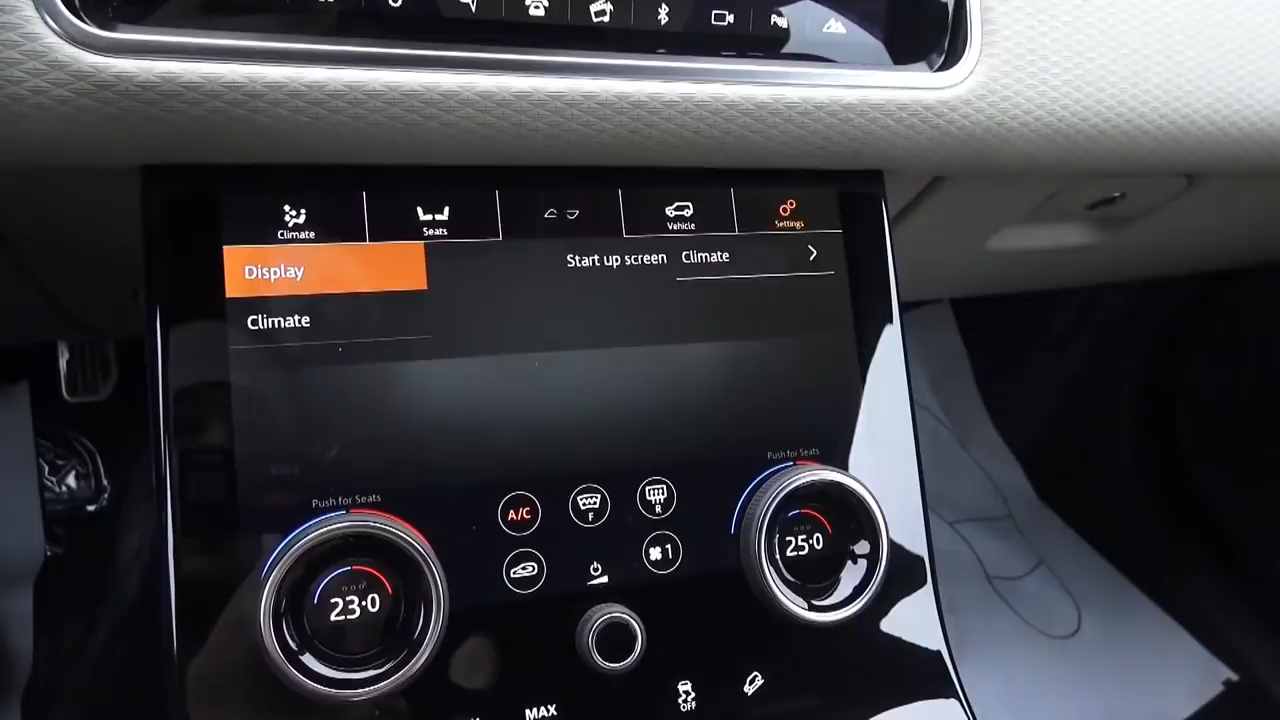 Climate
Seats
Vehicle
Settings
Display
Start up screen
Climate
Climate
Push for Seats
Push for Seats
A/C
F
R
1
23·0
25·0
MAX
OFF